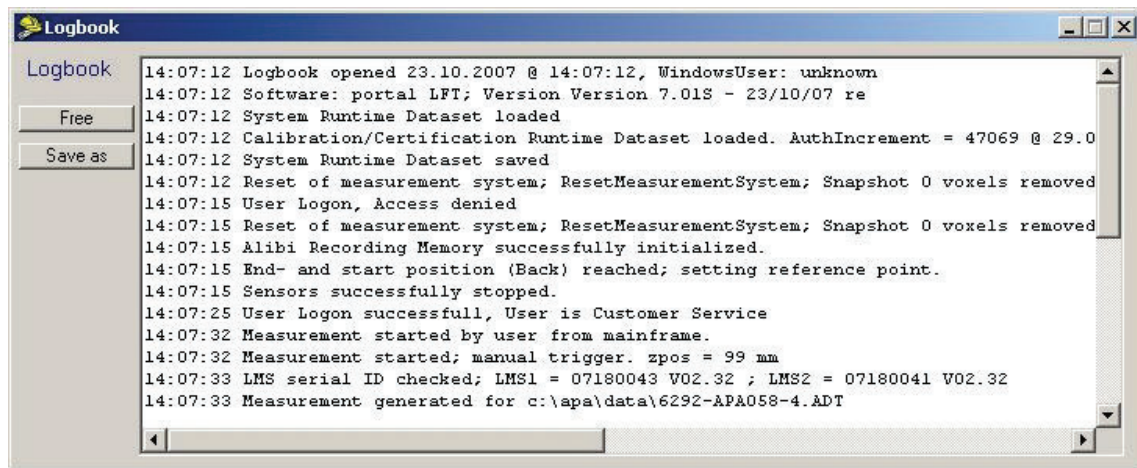 Logbook
Logbook
Free
Save as
14:07:12 Logbook opened 23.10.2007 @ 14:07:12, WindowsUser: unknown
14:07:12 Software: portal LFT; Version Version 7.01S - 23/10/07 re
14:07:12 System Runtime Dataset loaded
14:07:12 Calibration/Certification Runtime Dataset loaded. AuthIncrement = 47069 @ 29.0
14:07:12 System Runtime Dataset saved
14:07:12 Reset of measurement system; ResetMeasurementSystem; Snapshot 0 voxels removed
14:07:15 User Logon, Access denied
14:07:15 Reset of measurement system; ResetMeasurementSystem; Snapshot 0 voxels removed
14:07:15 Alibi Recording Memory successfully initialized.
14:07:15 End- and start position (Back) reached; setting reference point.
14:07:15 Sensors successfully stopped.
14:07:25 User Logon successfull, User is Customer Service
14:07:32 Measurement started by user from mainframe.
14:07:32 Measurement started; manual trigger. zpos = 99 mm
14:07:33 LMS serial ID checked; LMS1 = 07180043 V02.32 ; LMS2 = 07180041 V02.32
14:07:33 Measurement generated for c:\apa\data\6292-APA058-4.ADT